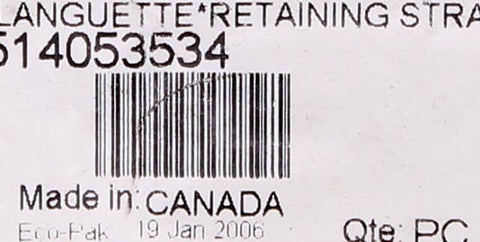 LANGUETTE*RETAINING STRA
514053534
Made in: CANADA
Eco-Pak 19 Jan 2006
Qte: PC